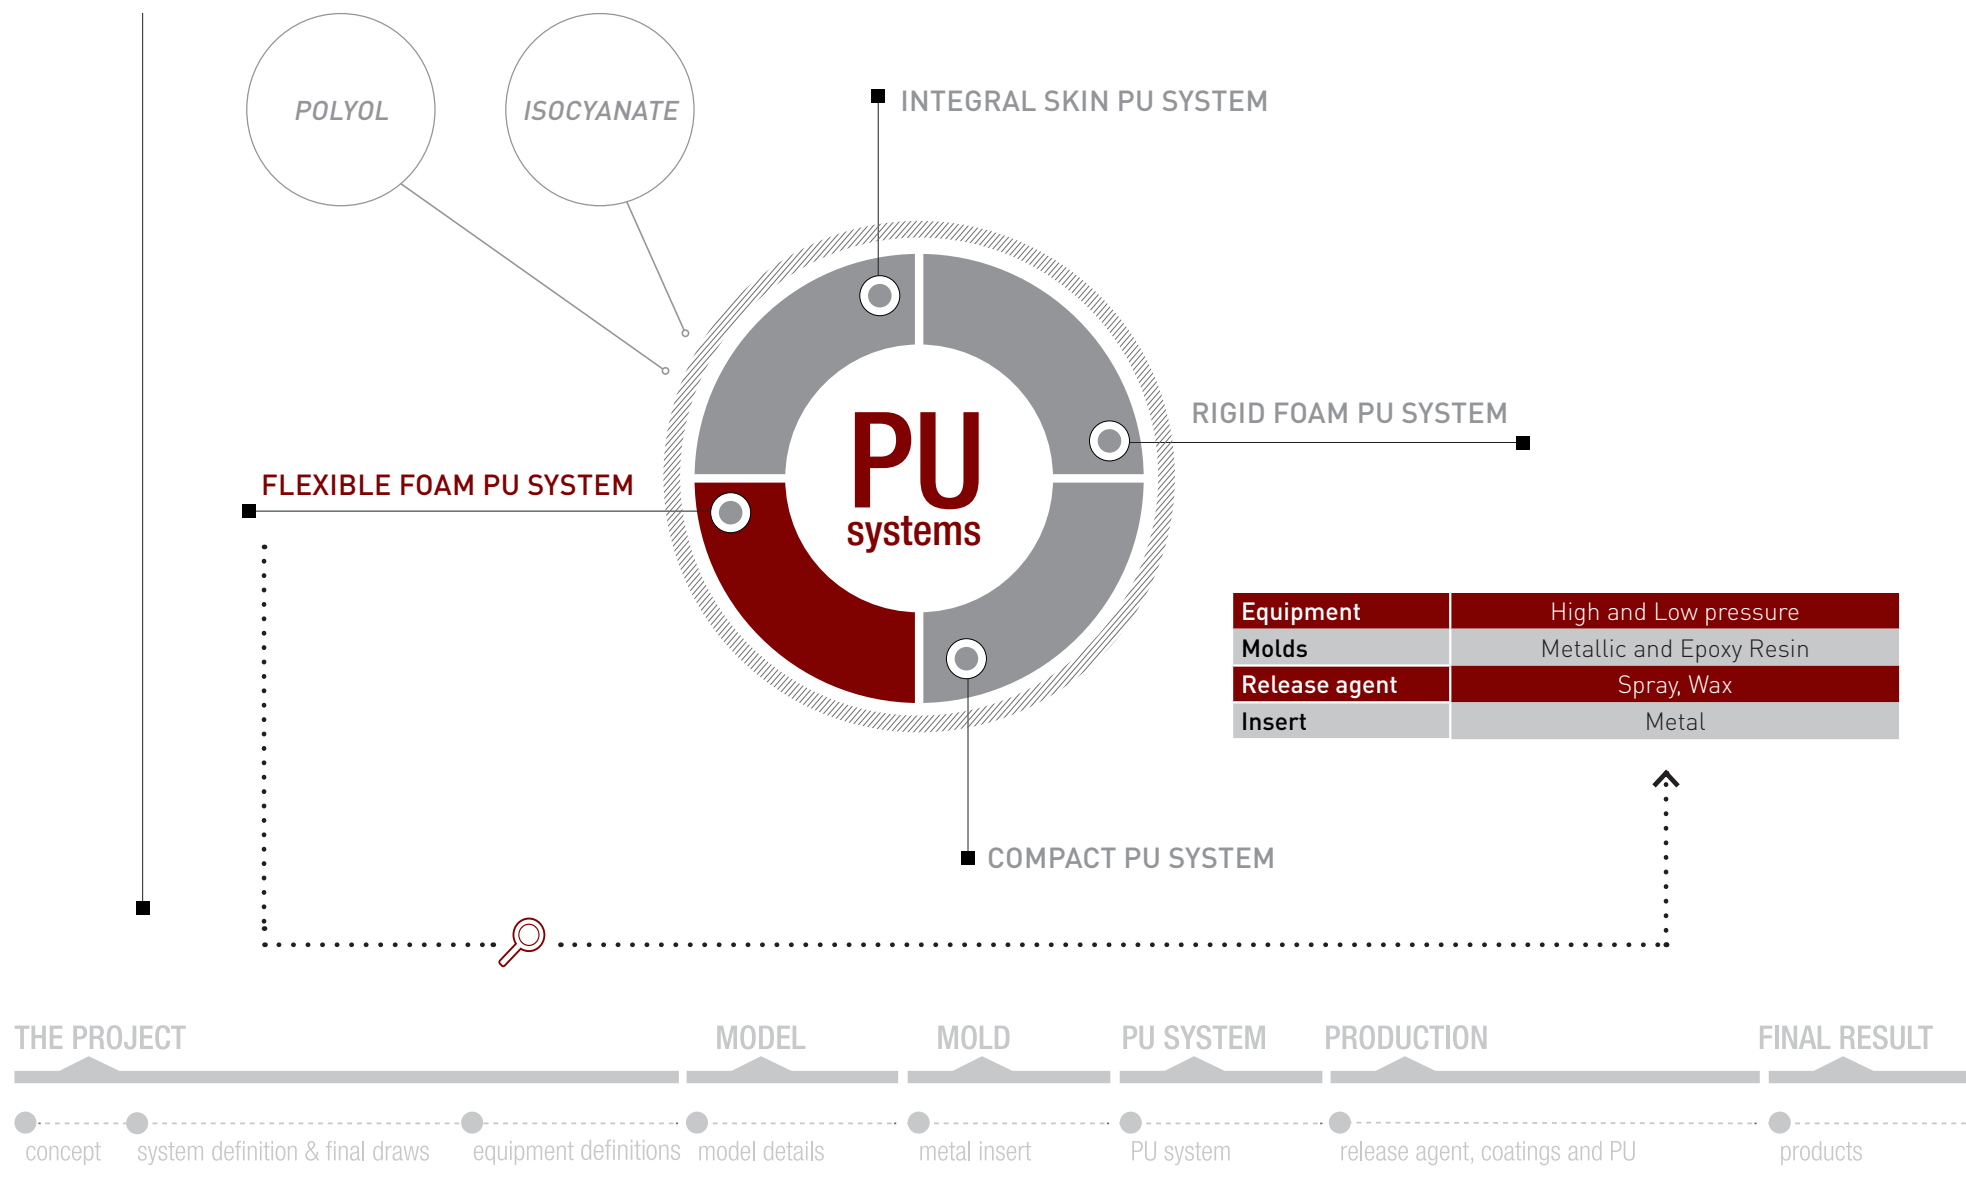 POLYOL
ISOCYANATE
INTEGRAL SKIN PU SYSTEM
RIGID FOAM PU SYSTEM
FLEXIBLE FOAM PU SYSTEM
PU
systems
Equipment High and Low pressure
Molds Metallic and Epoxy Resin
Release agent Spray, Wax
Insert Metal
COMPACT PU SYSTEM
THE PROJECT MODEL MOLD PU SYSTEM PRODUCTION FINAL RESULT
concept system definition & final draws equipment definitions model details metal insert PU system release agent, coatings and PU products